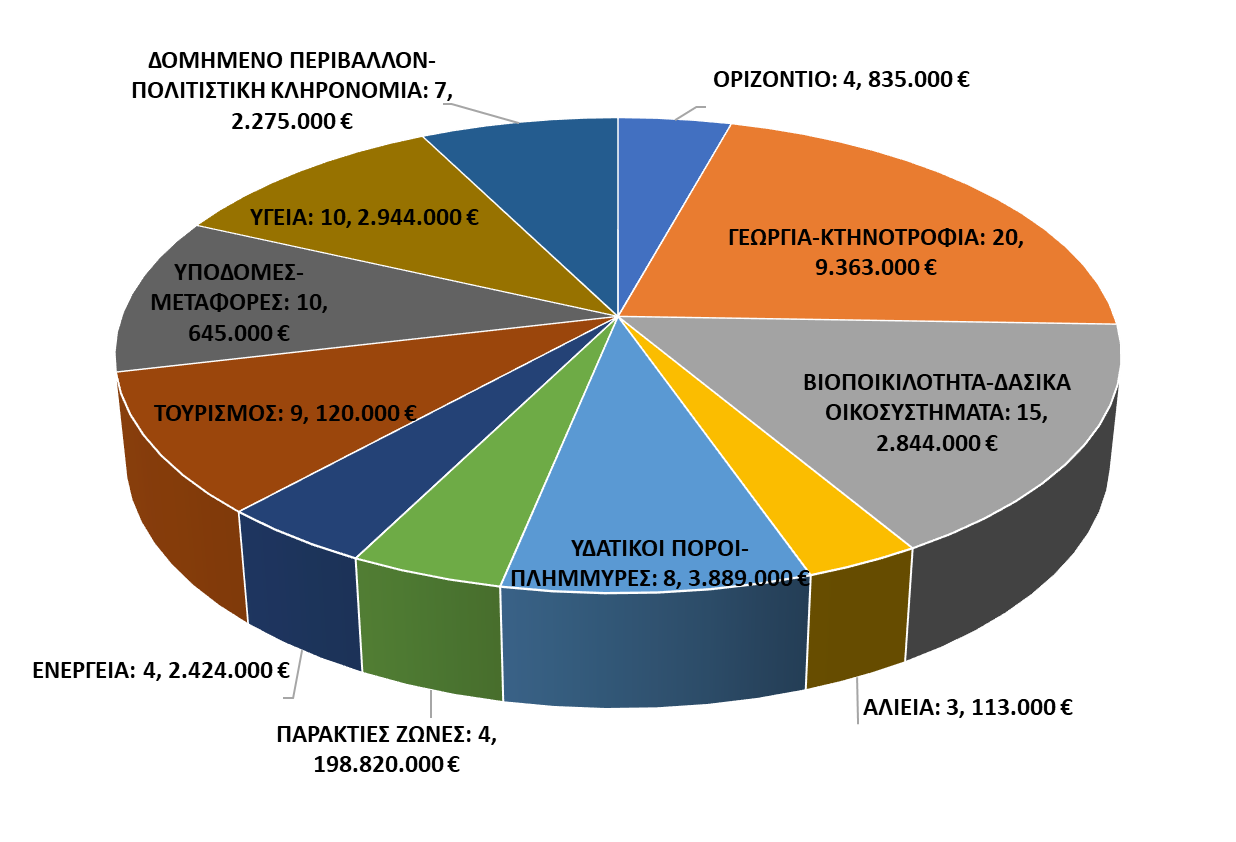 ΔΟΜΗΜΕΝΟ ΠΕΡΙΒΑΛΛΟΝ-
ΠΟΛΙΤΙΣΤΙΚΗ ΚΛΗΡΟΝΟΜΙΑ: 7,
2.275.000 €
ΟΡΙΖΟΝΤΙΟ: 4, 835.000 €
ΥΓΕΙΑ: 10, 2.944.000 €
ΓΕΩΡΓΙΑ-ΚΤΗΝΟΤΡΟΦΙΑ: 20,
9.363.000 €
ΥΠΟΔΟΜΕΣ-
ΜΕΤΑΦΟΡΕΣ: 10,
645.000 €
ΒΙΟΠΟΙΚΙΛΟΤΗΤΑ-ΔΑΣΙΚΑ
ΟΙΚΟΣΥΣΤΗΜΑΤΑ: 15,
2.844.000 €
ΤΟΥΡΙΣΜΟΣ: 9, 120.000 €
ΥΔΑΤΙΚΟΙ ΠΟΡΟΙ-
ΠΛΗΜΜΥΡΕΣ: 8, 3.889.000 €
ΕΝΕΡΓΕΙΑ: 4, 2.424.000 €
ΑΛΙΕΙΑ: 3, 113.000 €
ΠΑΡΑΚΤΙΕΣ ΖΩΝΕΣ: 4,
198.820.000 €